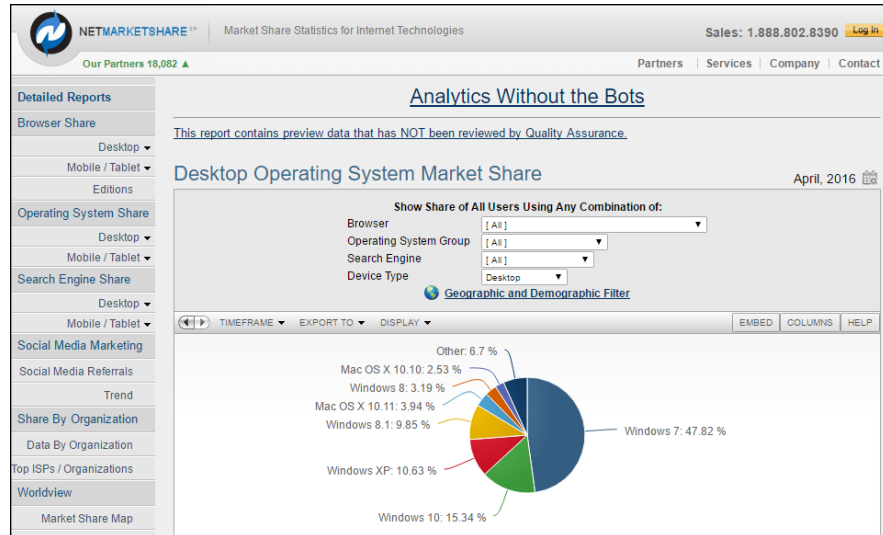 NETMARKETSHARE SM
Market Share Statistics for Internet Technologies
Sales: 1.888.802.8390
Log in
Our Partners 18,082 ▲
Partners
Services
Company
Contact
Detailed Reports
Browser Share
Desktop
Mobile / Tablet
Editions
Operating System Share
Desktop
Mobile / Tablet
Search Engine Share
Desktop
Mobile / Tablet
Social Media Marketing
Social Media Referrals
Trend
Share By Organization
Data By Organization
Top ISPs / Organizations
Worldview
Market Share Map
Analytics Without the Bots
This report contains preview data that has NOT been reviewed by Quality Assurance.
Desktop Operating System Market Share
April, 2016
Show Share of All Users Using Any Combination of:
Browser [ All ]
Operating System Group [ All ]
Search Engine [ All ]
Device Type Desktop
Geographic and Demographic Filter
TIMEFRAME EXPORT TO DISPLAY EMBED COLUMNS HELP
Other: 6.7 %
Mac OS X 10.10: 2.53 %
Windows 8: 3.19 %
Mac OS X 10.11: 3.94 %
Windows 8.1: 9.85 %
Windows 7: 47.82 %
Windows XP: 10.63 %
Windows 10: 15.34 %